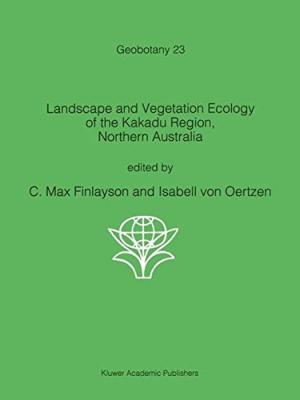 Geobotany 23
Landscape and Vegetation Ecology
of the Kakadu Region,
Northern Australia
edited by
C. Max Finlayson and Isabell von Oertzen
Kluwer Academic Publishers